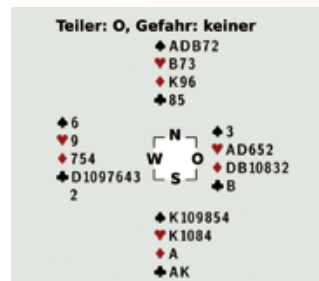 Teiler: O, Gefahr: keiner
♠ADB72
♥B73
♦K96
♣85
♠6
♥9
♦754
♣D1097643
2
N
W O
S
♠3
♥AD652
♦DB10832
♣B
♠K109854
♥K1084
♦A
♣AK